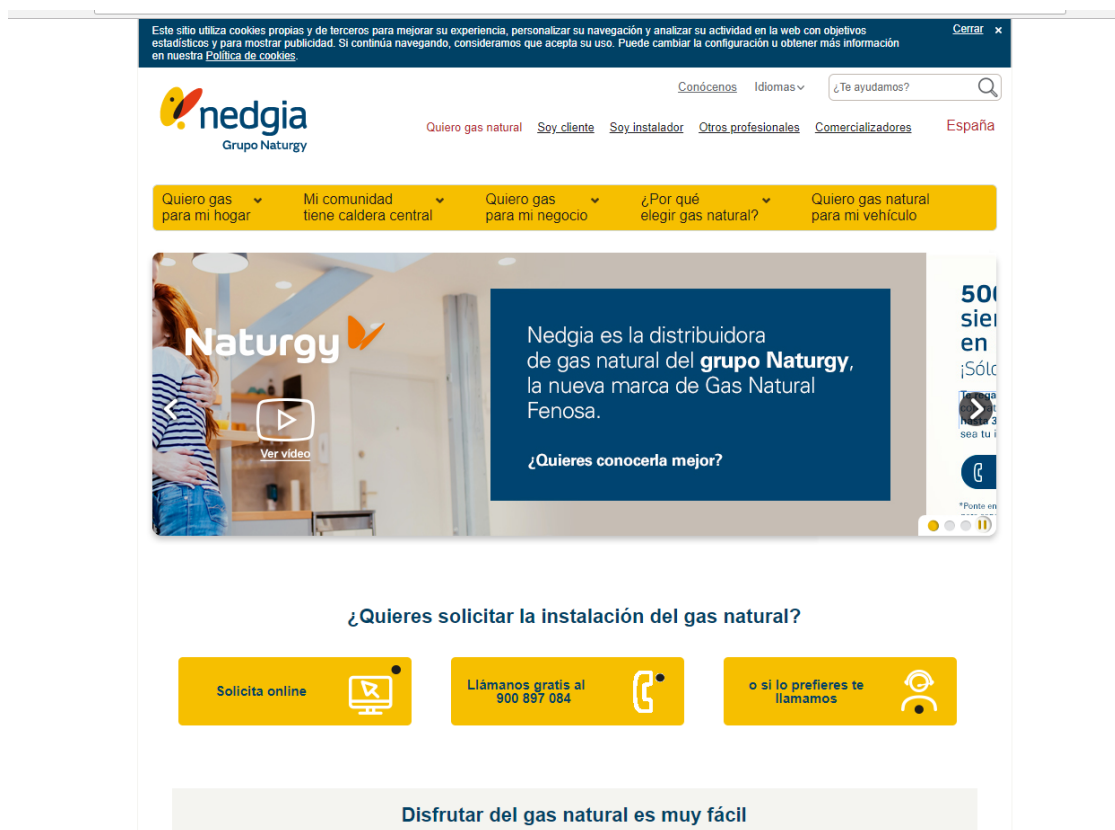 Este sitio utiliza cookies propias y de terceros para mejorar su experiencia, personalizar su navegación y analizar su actividad en la web con objetivos
estadísticos y para mostrar publicidad. Si continúa navegando, consideramos que acepta su uso. Puede cambiar la configuración u obtener más información
en nuestra Política de cookies.
Cerrar x
Conócenos Idiomas ¿Te ayudamos?
nedgia
Grupo Naturgy
Quiero gas natural Soy cliente Soy instalador Otros profesionales Comercializadores España
Quiero gas
para mi hogar
Mi comunidad
tiene caldera central
Quiero gas
para mi negocio
¿Por qué
elegir gas natural?
Quiero gas natural
para mi vehículo
Naturgy
Ver vídeo
Nedgia es la distribuidora
de gas natural del grupo Naturgy,
la nueva marca de Gas Natural
Fenosa.
¿Quieres conocerla mejor?
en
hasta 3
sea tu
*Ponte en
¿Quieres solicitar la instalación del gas natural?
Solicita online
Llámanos gratis al
900 897 084
o si lo prefieres te
llamamos
Disfrutar del gas natural es muy fácil